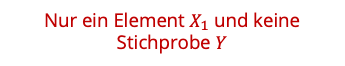 Nur ein Element X₁ und keine
Stichprobe Y